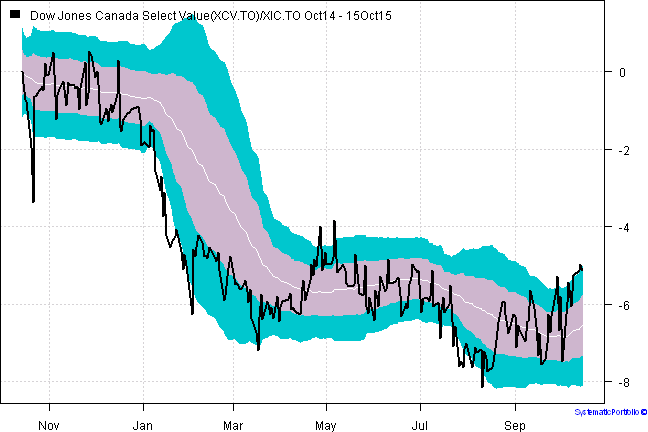 Dow Jones Canada Select Value(XCV.TO)/XIC.TO Oct14 - 15Oct15
0
-2
-4
-6
-8
Nov Jan Mar May Jul Sep
SystematicPortfolio ©